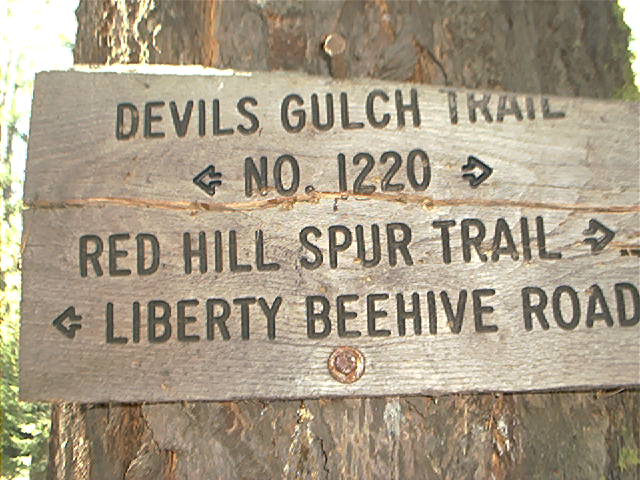 DEVILS GULCH TRAIL
⇦ NO. 1220 ⇨
RED HILL SPUR TRAIL ⇨
⇦ LIBERTY BEEHIVE ROAD